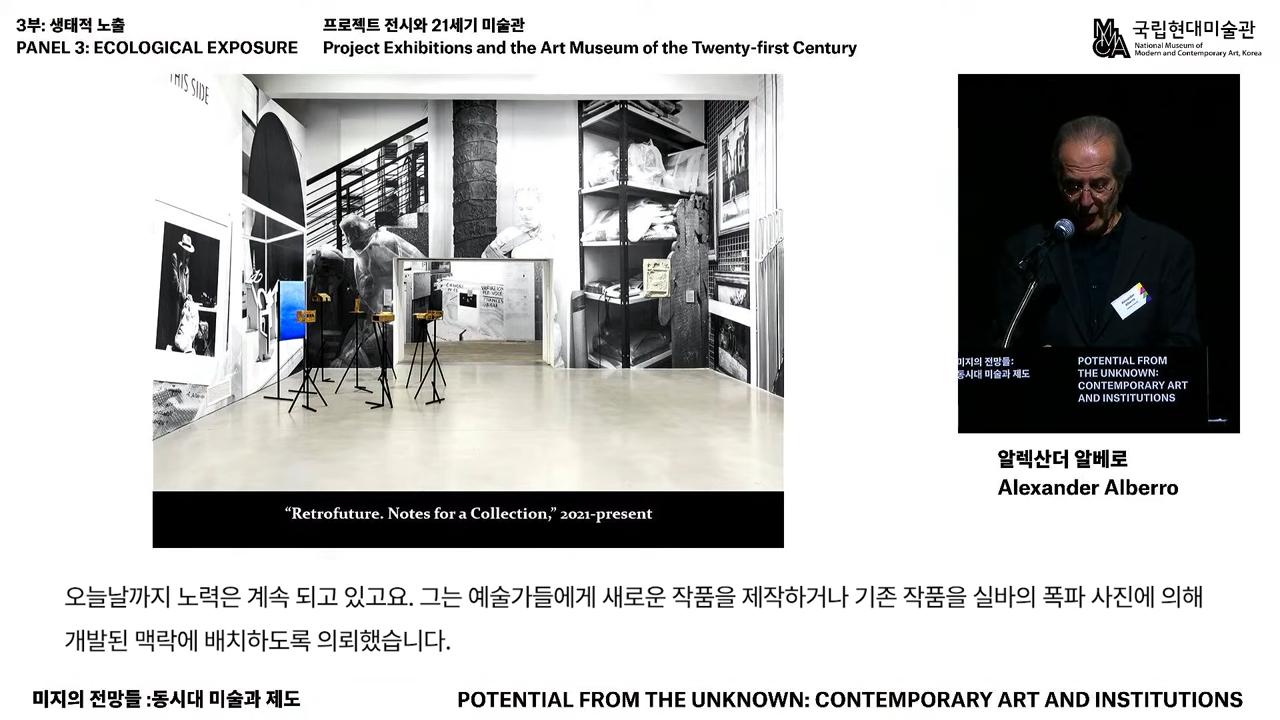 3부: 생태적 노출
PANEL 3: ECOLOGICAL EXPOSURE
프로젝트 전시와 21세기 미술관
Project Exhibitions and the Art Museum of the Twenty-first Century
MMCA
국립현대미술관
National Museum of
Modern and Contemporary Art, Korea
THIS SIDE
“Retrofuture. Notes for a Collection,” 2021-present
Alexander
Alberro
미지의 전망들:
동시대 미술과 제도
POTENTIAL FROM
THE UNKNOWN:
CONTEMPORARY ART
AND INSTITUTIONS
알렉산더 알베로
Alexander Alberro
오늘날까지 노력은 계속 되고 있고요. 그는 예술가들에게 새로운 작품을 제작하거나 기존 작품을 실바의 폭파 사진에 의해
개발된 맥락에 배치하도록 의뢰했습니다.
미지의 전망들 :동시대 미술과 제도
POTENTIAL FROM THE UNKNOWN: CONTEMPORARY ART AND INSTITUTIONS